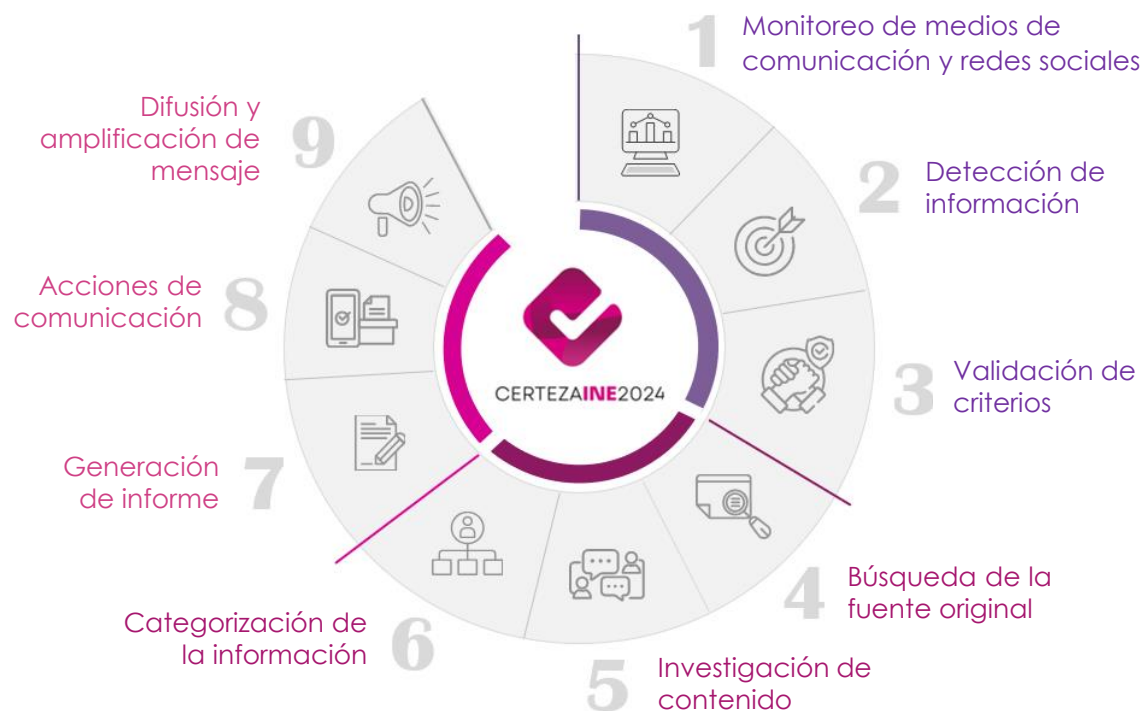 1
Monitoreo de medios de
comunicación y redes sociales
2
Detección de
información
3
Validación de
criterios
4
Búsqueda de la
fuente original
5
Investigación de
contenido
6
Categorización de
la información
7
Generación
de informe
8
Acciones de
comunicación
9
Difusión y
amplificación de
mensaje
CERTEZAINE2024